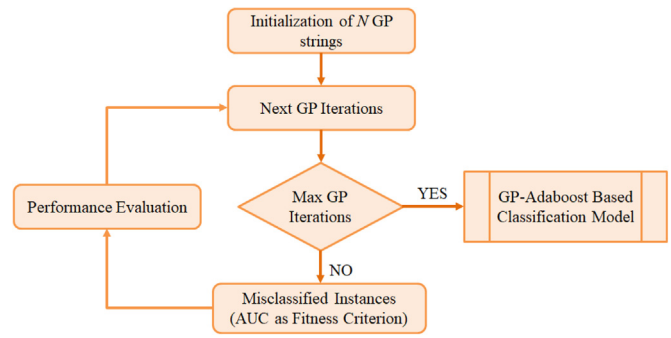 Initialization of N GP
strings
Next GP Iterations
Max GP
Iterations
YES
GP-Adaboost Based
Classification Model
NO
Misclassified Instances
(AUC as Fitness Criterion)
Performance Evaluation